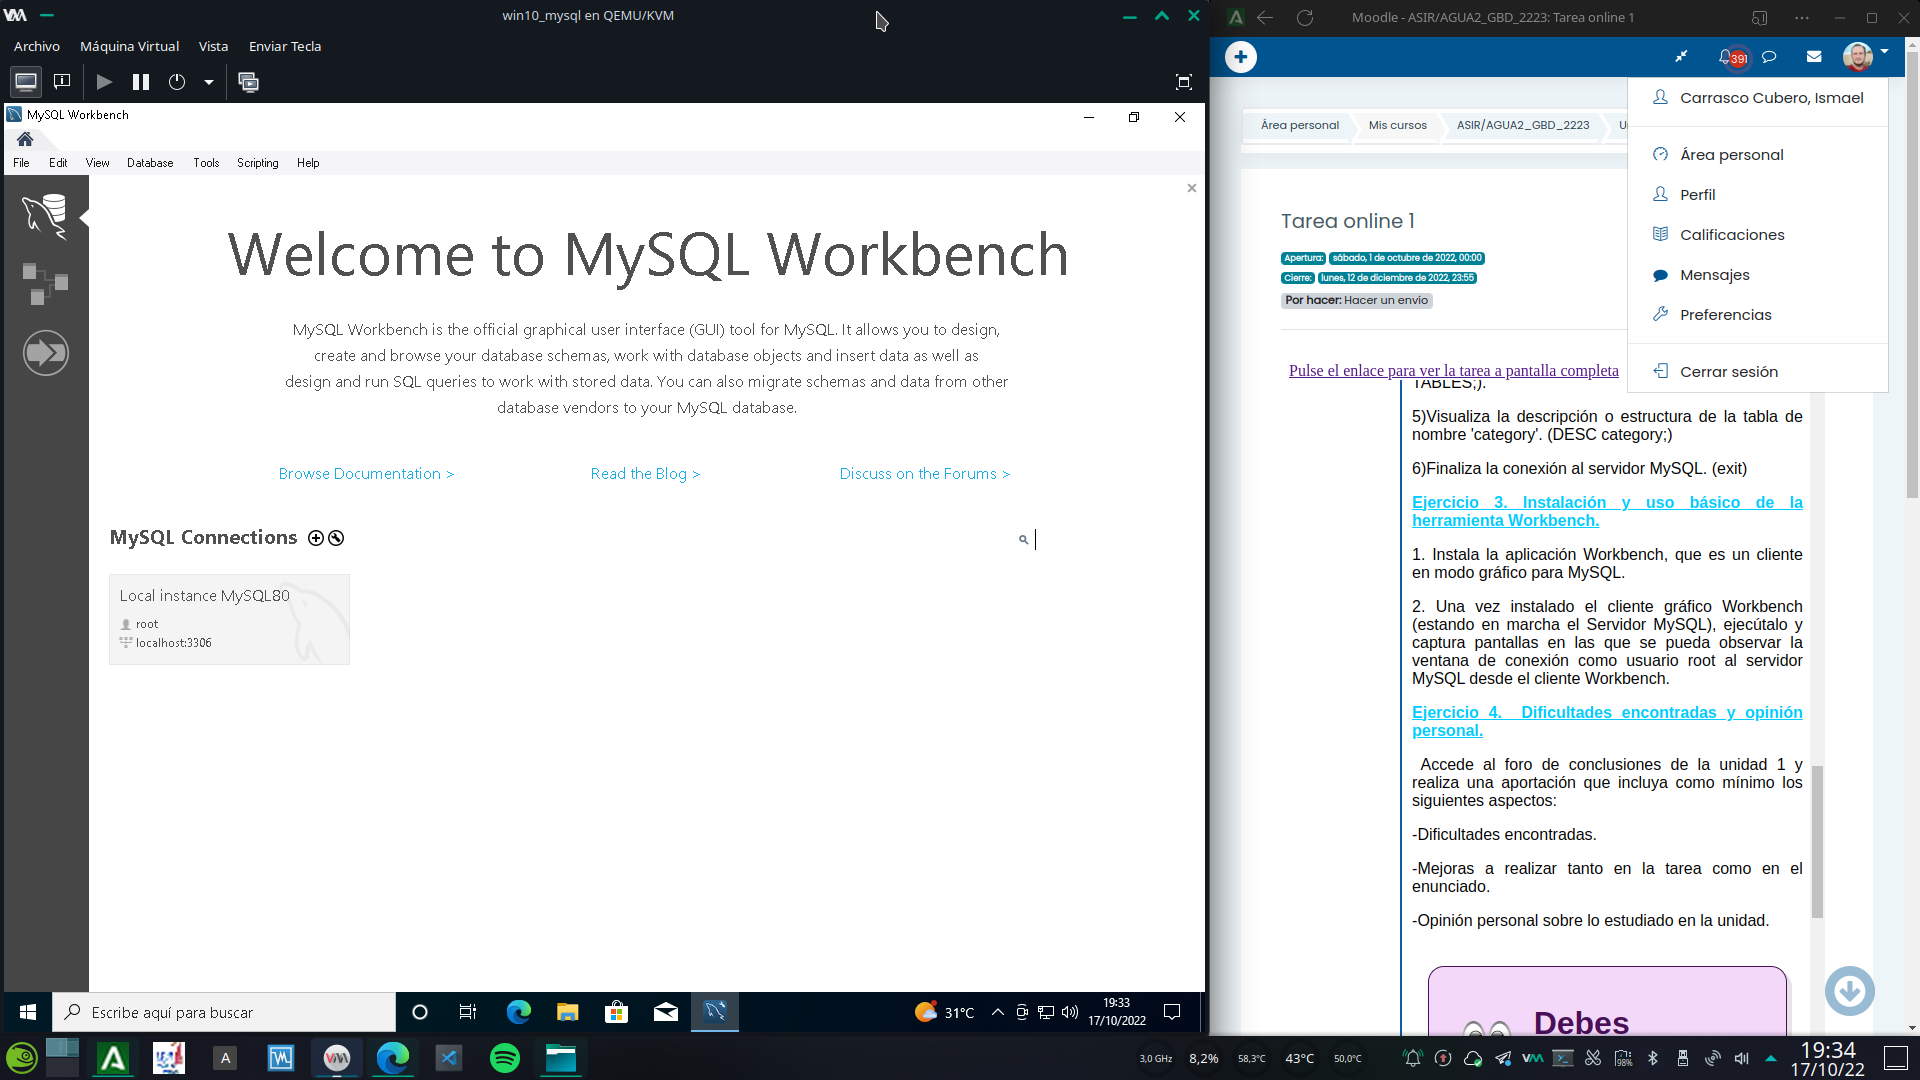 win10_mysql en QEMU/KVM
Archivo Máquina Virtual Vista Enviar Tecla
MySQL Workbench
File Edit View Database Tools Scripting Help
Welcome to MySQL Workbench
MySQL Workbench is the official graphical user interface (GUI) tool for MySQL. It allows you to design,
create and browse your database schemas, work with database objects and insert data as well as
design and run SQL queries to work with stored data. You can also migrate schemas and data from other
database vendors to your MySQL database.
Browse Documentation > Read the Blog > Discuss on the Forums >
MySQL Connections
Local instance MySQL80
root
localhost:3306
Escribe aquí para buscar
31°C
19:33
17/10/2022
Moodle - ASIR/AGUA2_GBD_2223: Tarea online 1
391
Carrasco Cubero, Ismael
Área personal
Perfil
Calificaciones
Mensajes
Preferencias
Cerrar sesión
Área personal Mis cursos ASIR/AGUA2_GBD_2223
Tarea online 1
Apertura: sábado, 1 de octubre de 2022, 00:00
Cierre: lunes, 12 de diciembre de 2022, 23:55
Por hacer: Hacer un envío
Pulse el enlace para ver la tarea a pantalla completa
TABLES;).
5)Visualiza la descripción o estructura de la tabla de
nombre 'category'. (DESC category;)
6)Finaliza la conexión al servidor MySQL. (exit)
Ejercicio 3. Instalación y uso básico de la
herramienta Workbench.
1. Instala la aplicación Workbench, que es un cliente
en modo gráfico para MySQL.
2. Una vez instalado el cliente gráfico Workbench
(estando en marcha el Servidor MySQL), ejecútalo y
captura pantallas en las que se pueda observar la
ventana de conexión como usuario root al servidor
MySQL desde el cliente Workbench.
Ejercicio 4. Dificultades encontradas y opinión
personal.
Accede al foro de conclusiones de la unidad 1 y
realiza una aportación que incluya como mínimo los
siguientes aspectos:
-Dificultades encontradas.
-Mejoras a realizar tanto en la tarea como en el
enunciado.
-Opinión personal sobre lo estudiado en la unidad.
Debes
3,0 GHz 8,2% 58,3°C 43°C 50,0°C
98%
19:34
17/10/22